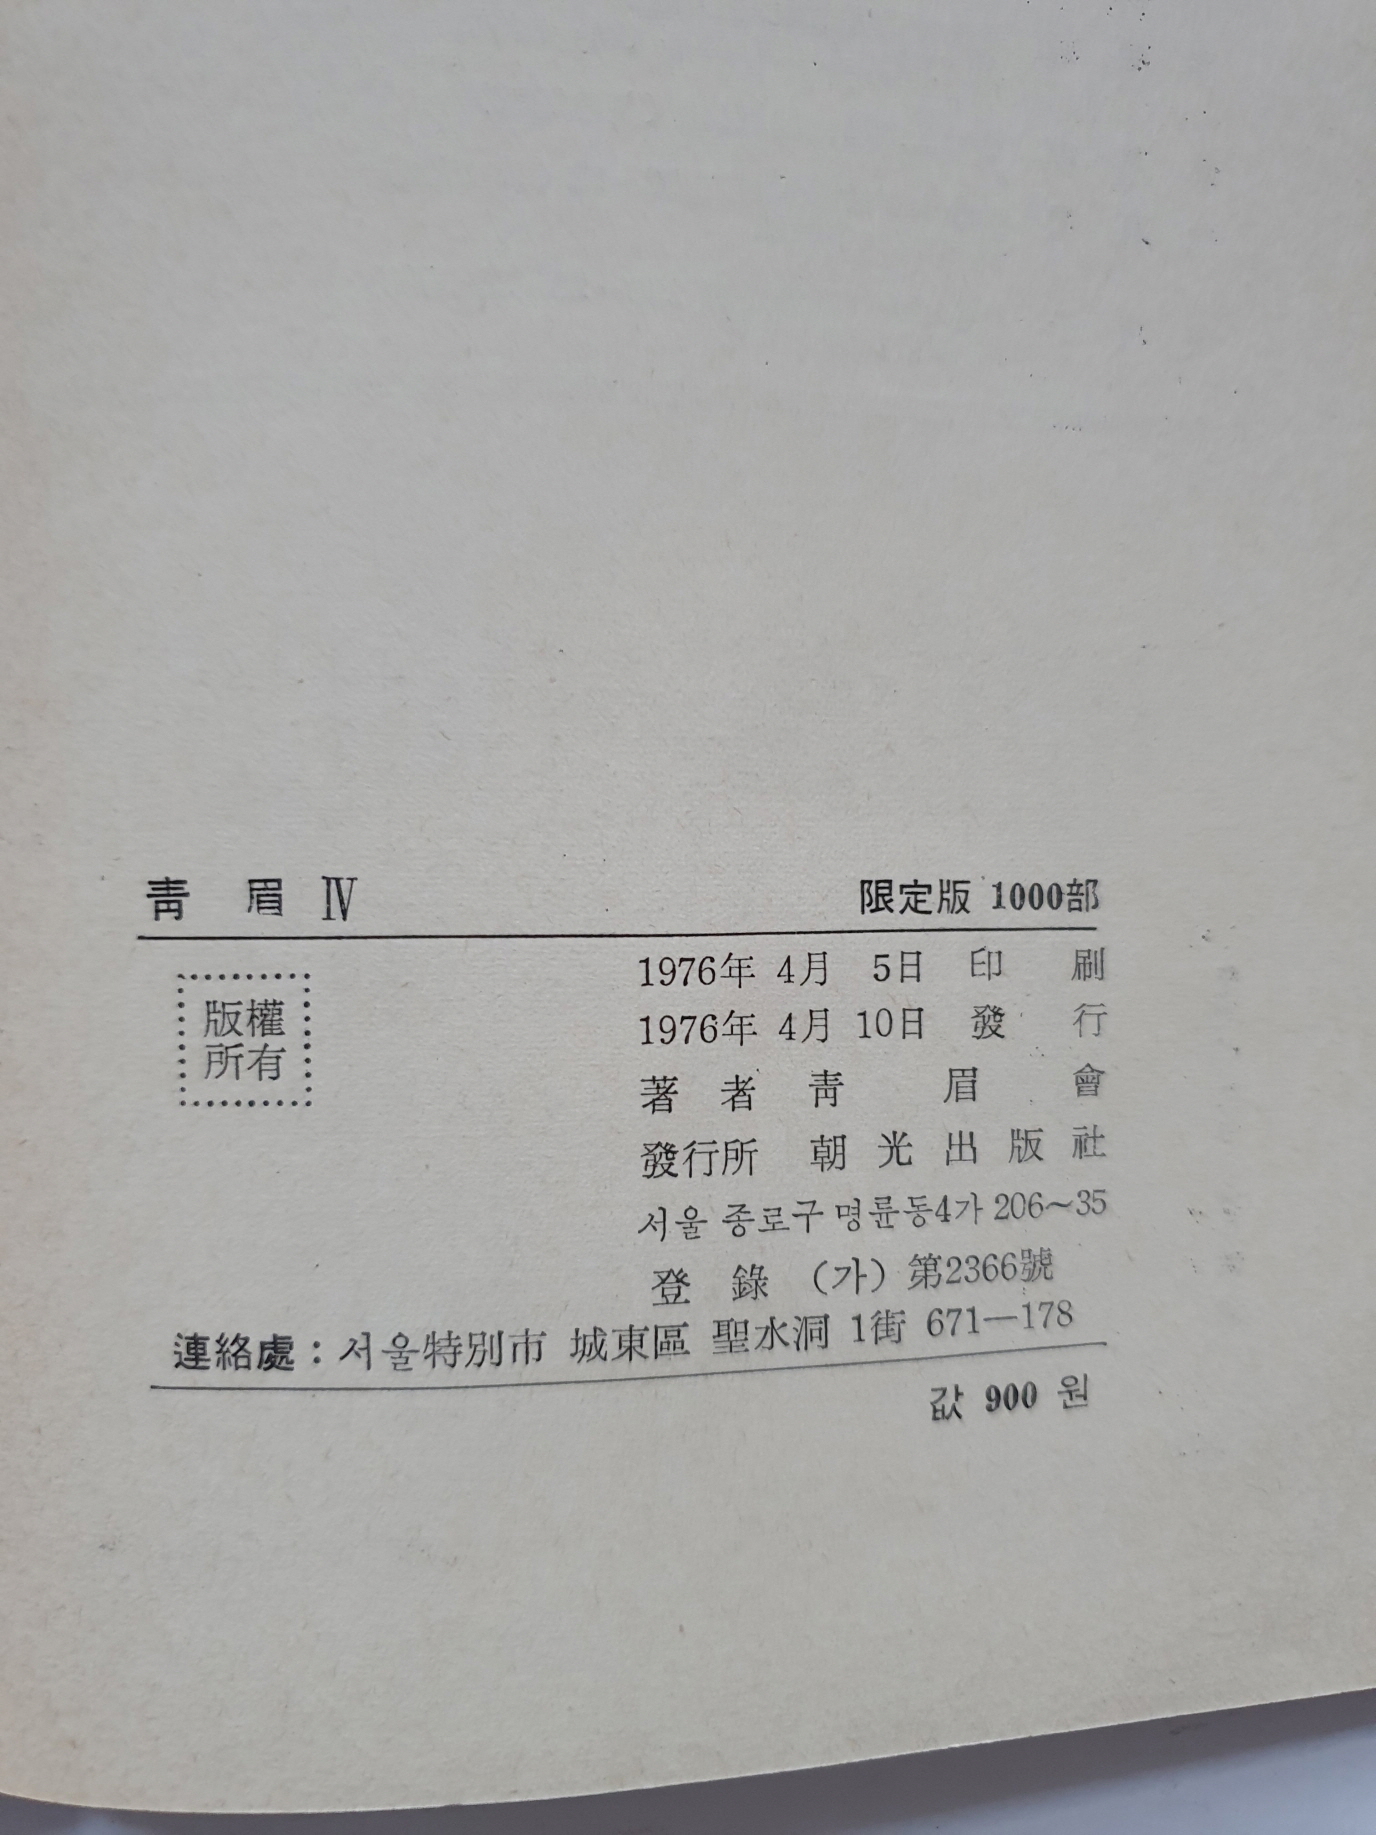 靑 眉 Ⅳ 限定版 1000部
版權
所有
1976年 4月 5日 印 刷
1976年 4月 10日 發 行
著 者 靑 眉 會
發行所 朝 光 出 版 社
서울 종로구 명륜동4가 206~35
登 錄 (가) 第2366號
連絡處 : 서울特別市 城東區 聖水洞 1街 671—178
값 900 원